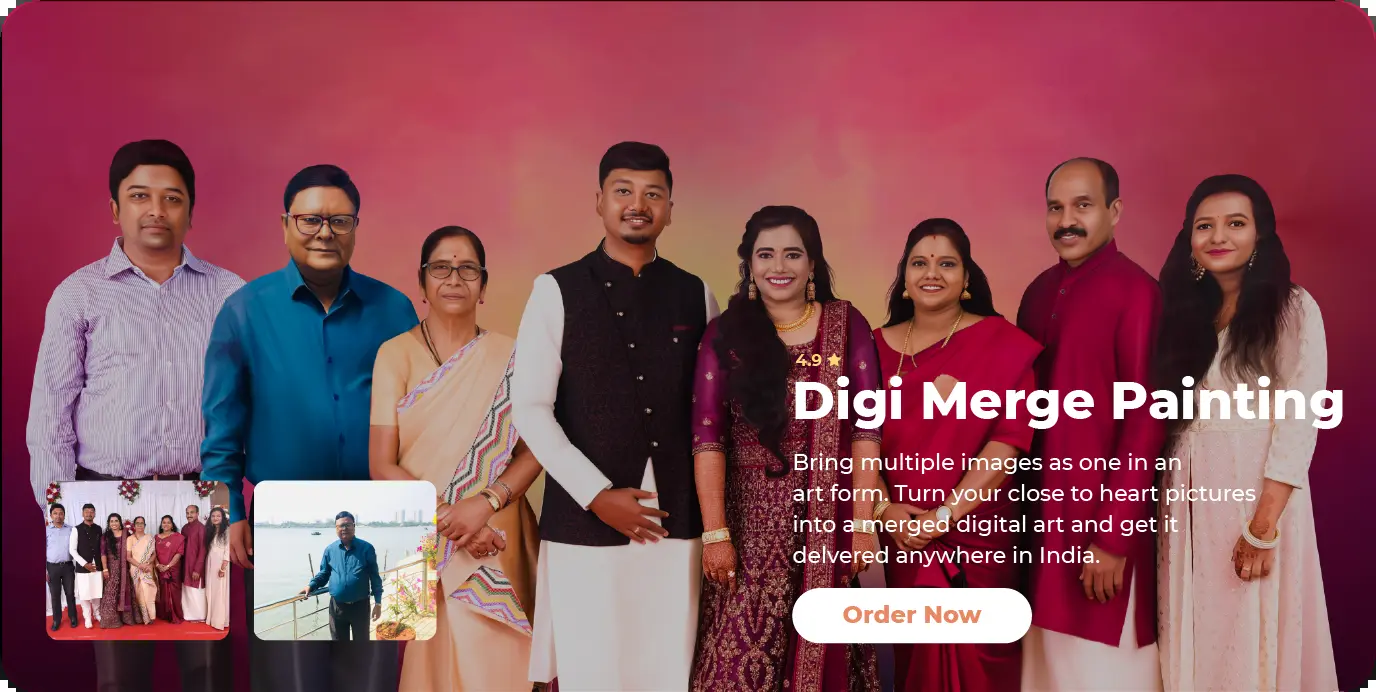 4.9 ★
Digi Merge Painting
Bring multiple images as one in an
art form. Turn your close to heart pictures
into a merged digital art and get it
delvered anywhere in India.
Order Now